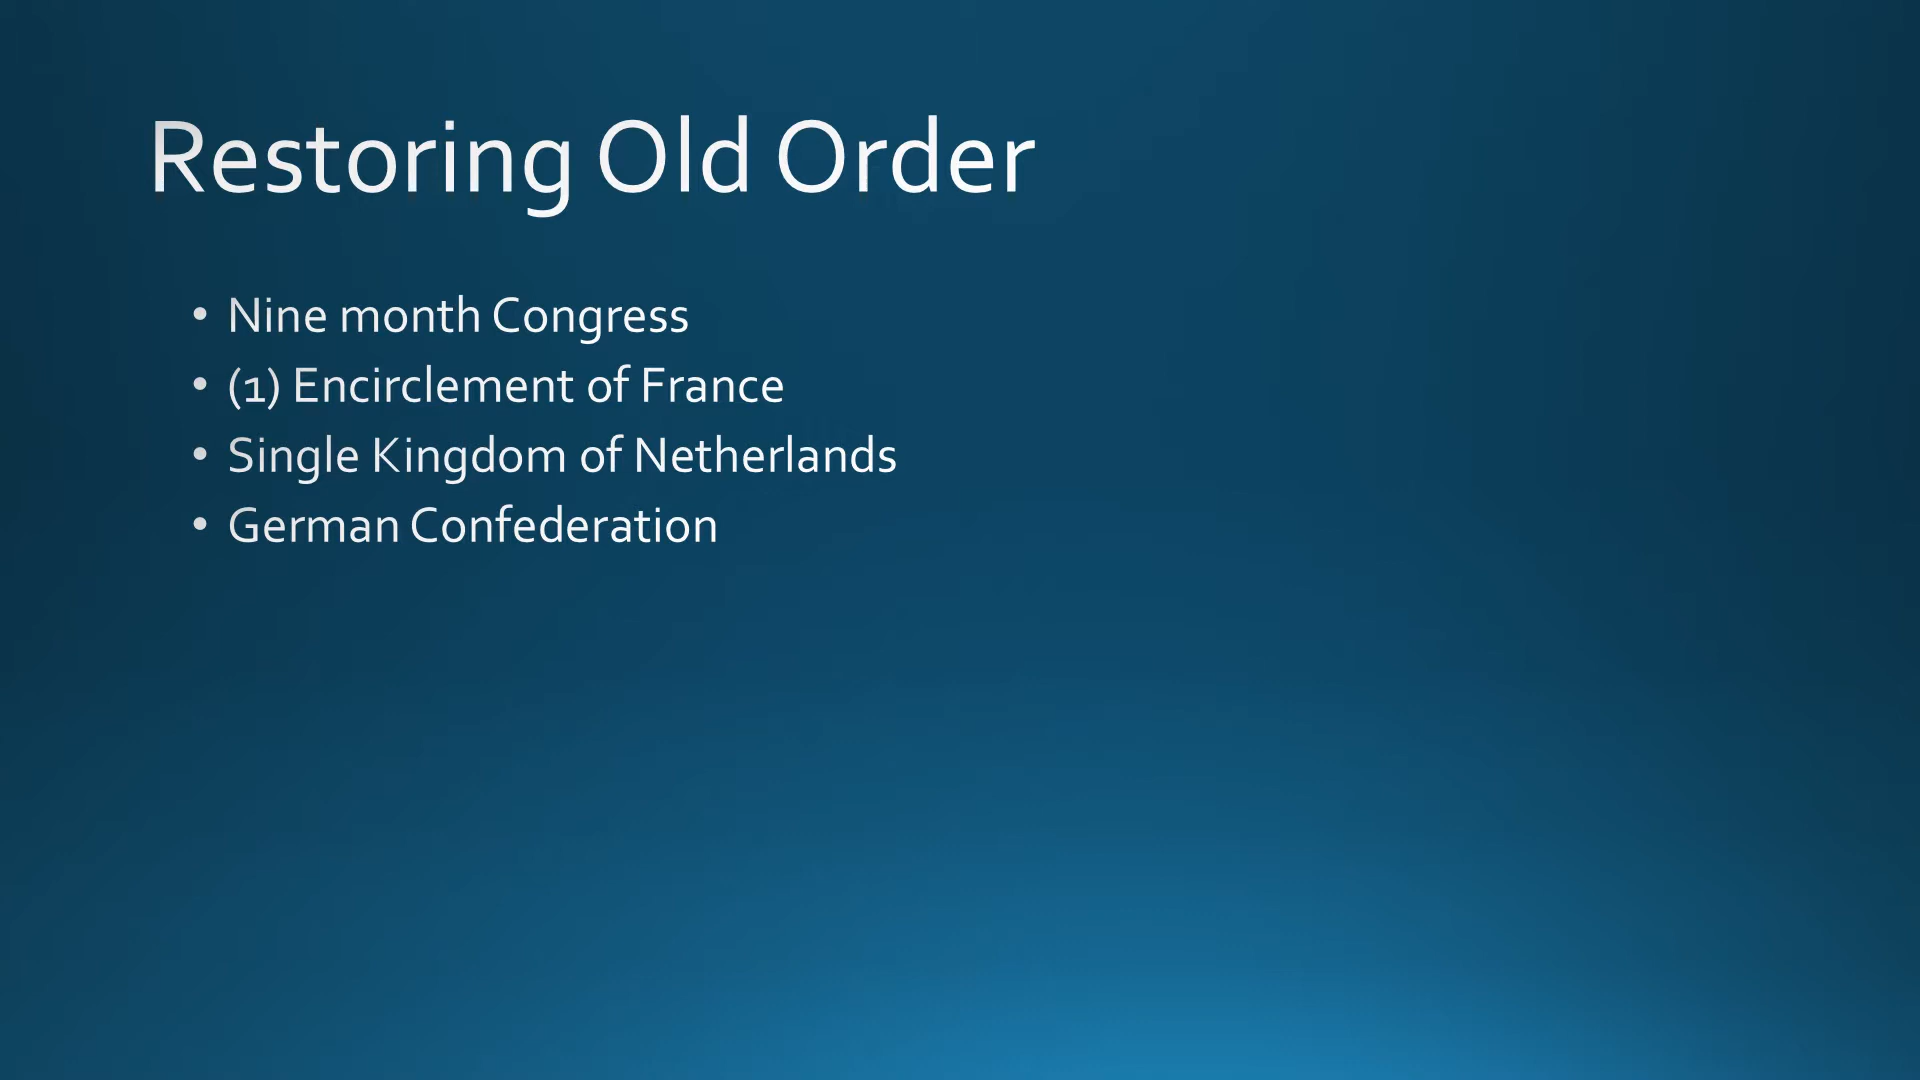 Restoring Old Order
• Nine month Congress
• (1) Encirclement of France
• Single Kingdom of Netherlands
• German Confederation